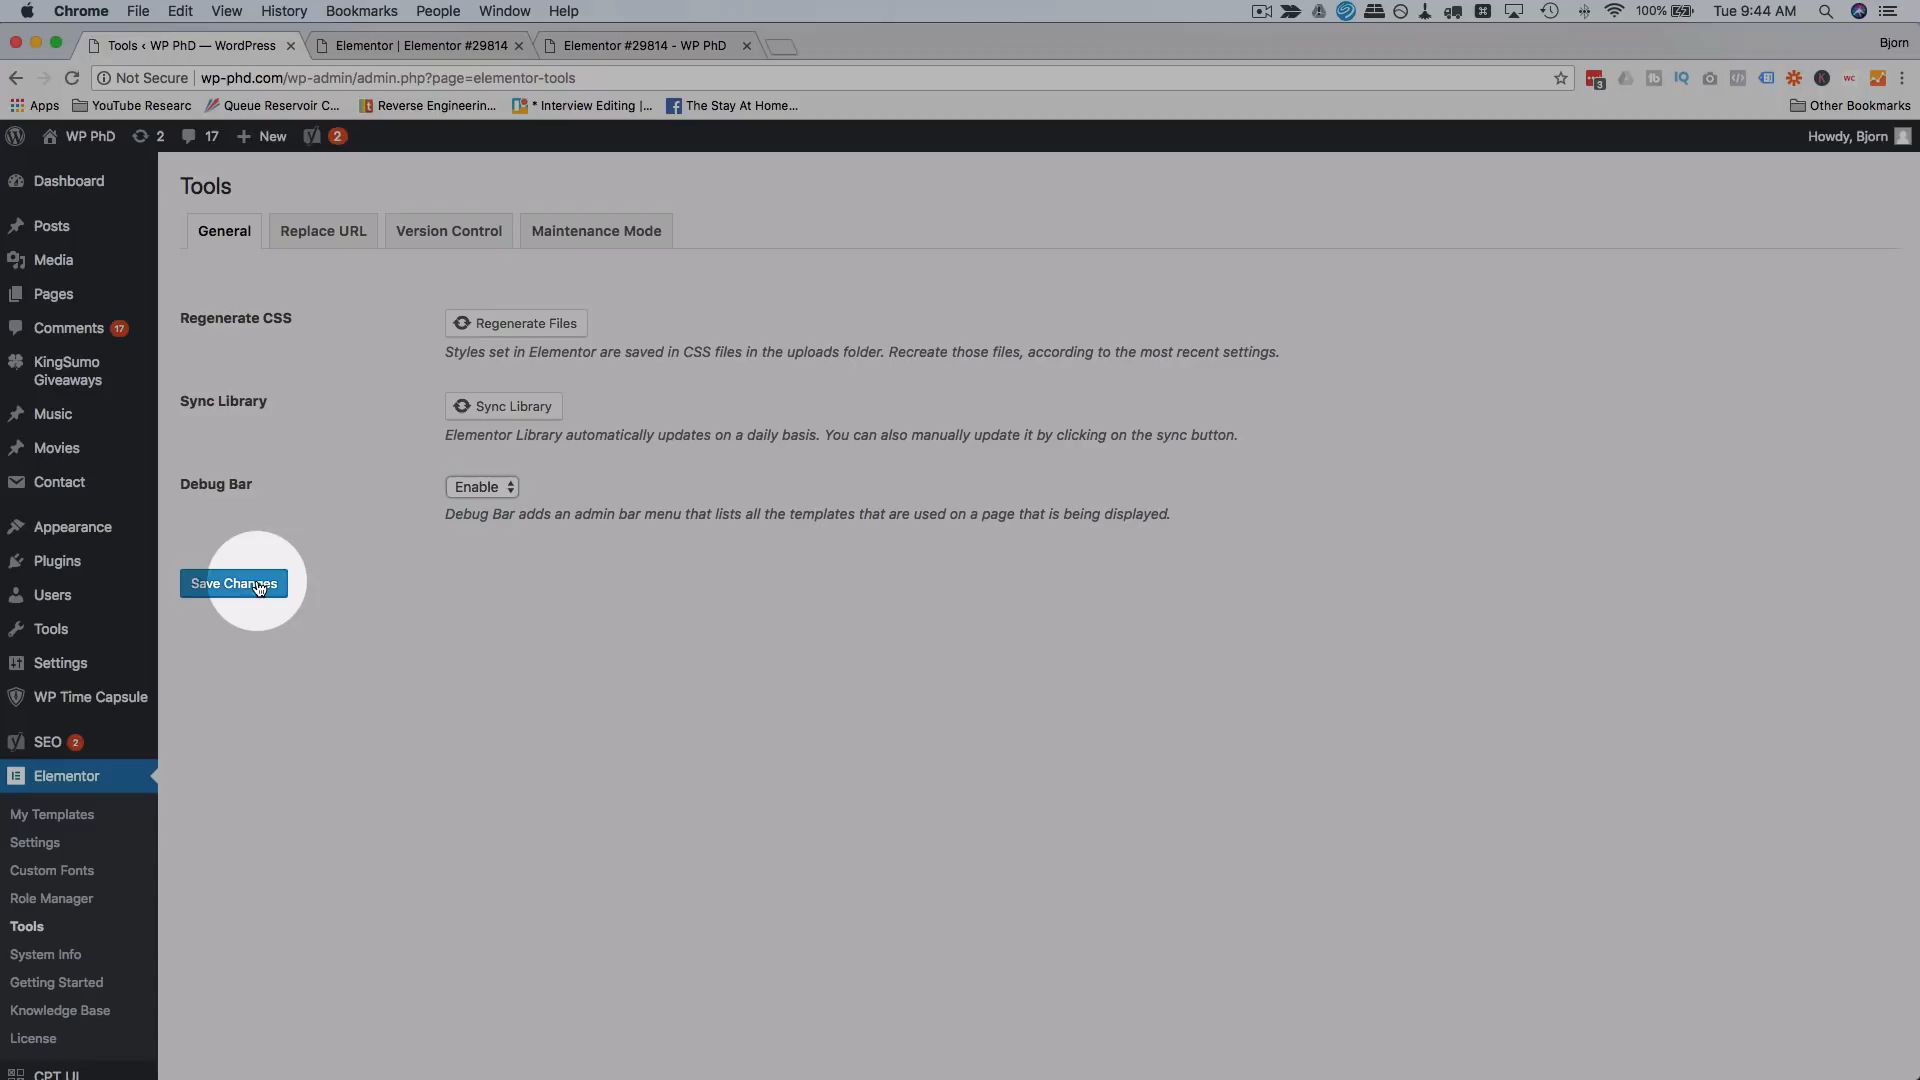 Chrome File Edit View History Bookmarks People Window Help 100% Tue 9:44 AM
Tools ‹ WP PhD — WordPress Elementor | Elementor #29814 Elementor #29814 - WP PhD Bjorn
Not Secure wp-phd.com/wp-admin/admin.php?page=elementor-tools
Apps YouTube Researc Queue Reservoir C... Reverse Engineerin... * Interview Editing |... The Stay At Home... Other Bookmarks
WP PhD 2 17 New 2 Howdy, Bjorn
Dashboard
Posts
Media
Pages
Comments 17
KingSumo
Giveaways
Music
Movies
Contact
Appearance
Plugins
Users
Tools
Settings
WP Time Capsule
SEO 2
Elementor
My Templates
Settings
Custom Fonts
Role Manager
Tools
System Info
Getting Started
Knowledge Base
License
CPT UI
Tools
General Replace URL Version Control Maintenance Mode
Regenerate CSS Regenerate Files
Styles set in Elementor are saved in CSS files in the uploads folder. Recreate those files, according to the most recent settings.
Sync Library Sync Library
Elementor Library automatically updates on a daily basis. You can also manually update it by clicking on the sync button.
Debug Bar Enable
Debug Bar adds an admin bar menu that lists all the templates that are used on a page that is being displayed.
Save Changes